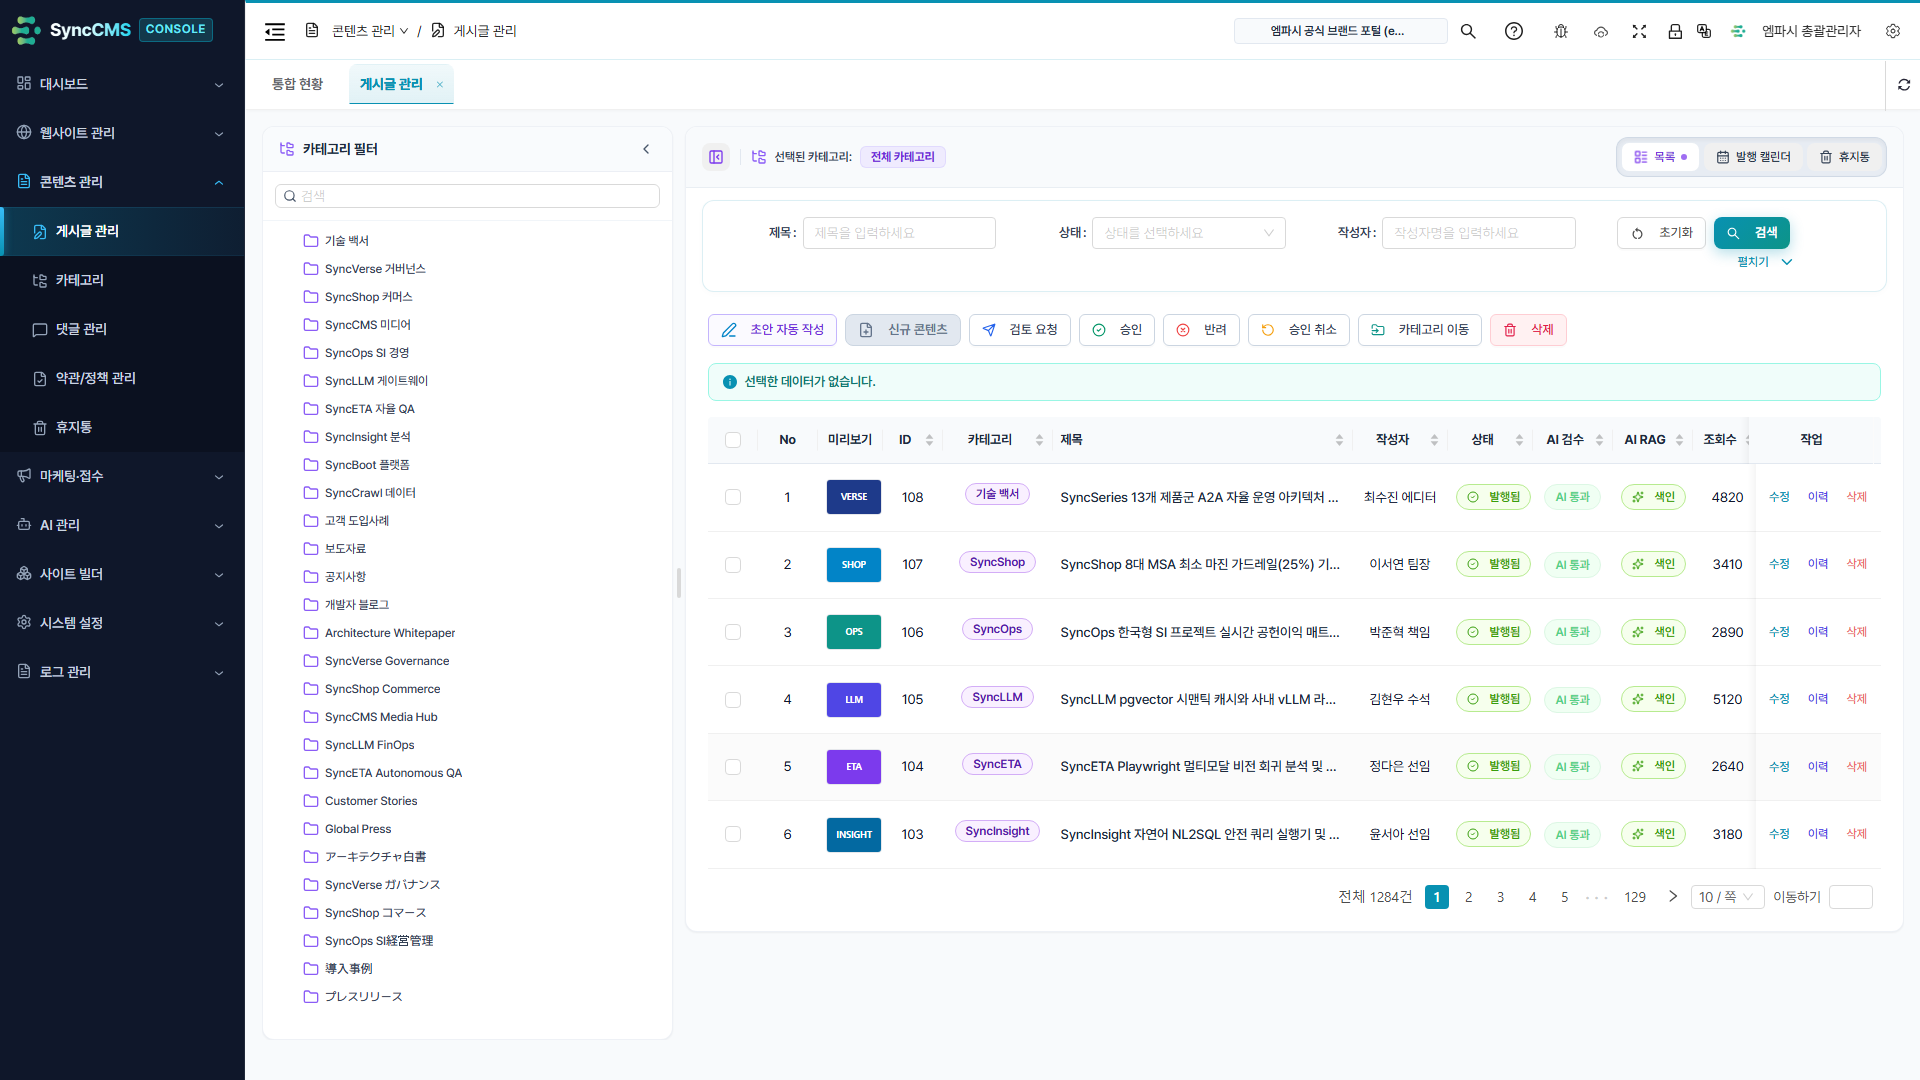 SyncCMS CONSOLE
대시보드
웹사이트 관리
콘텐츠 관리
게시글 관리
카테고리
댓글 관리
약관/정책 관리
휴지통
마케팅·접수
AI 관리
사이트 빌더
시스템 설정
로그 관리
콘텐츠 관리 / 게시글 관리
엠파시 공식 브랜드 포털 (e...
엠파시 총괄관리자
통합 현황
게시글 관리 ×
카테고리 필터
검색
기술 백서
SyncVerse 거버넌스
SyncShop 커머스
SyncCMS 미디어
SyncOps SI 경영
SyncLLM 게이트웨이
SyncETA 자율 QA
SyncInsight 분석
SyncBoot 플랫폼
SyncCrawl 데이터
고객 도입사례
보도자료
공지사항
개발자 블로그
Architecture Whitepaper
SyncVerse Governance
SyncShop Commerce
SyncCMS Media Hub
SyncLLM FinOps
SyncETA Autonomous QA
Customer Stories
Global Press
アーキテクチャ白書
SyncVerse ガバナンス
SyncShop コマース
SyncOps SI経営管理
導入事例
プレスリリース
선택된 카테고리: 전체 카테고리
목록
발행 캘린더
휴지통
제목: 제목을 입력하세요
상태: 상태를 선택하세요
작성자: 작성자명을 입력하세요
초기화
검색
펼치기
초안 자동 작성
신규 콘텐츠
검토 요청
승인
반려
승인 취소
카테고리 이동
삭제
선택한 데이터가 없습니다.
No 미리보기 ID 카테고리 제목 작성자 상태 AI 검수 AI RAG 조회수 작업
1 VERSE 108 기술 백서 SyncSeries 13개 제품군 A2A 자율 운영 아키텍처 ... 최수진 에디터 발행됨 AI 통과 색인 4820 수정 이력 삭제
2 SHOP 107 SyncShop SyncShop 8대 MSA 최소 마진 가드레일(25%) 기... 이서연 팀장 발행됨 AI 통과 색인 3410 수정 이력 삭제
3 OPS 106 SyncOps SyncOps 한국형 SI 프로젝트 실시간 공헌이익 매트... 박준혁 책임 발행됨 AI 통과 색인 2890 수정 이력 삭제
4 LLM 105 SyncLLM SyncLLM pgvector 시맨틱 캐시와 사내 vLLM 라... 김현우 수석 발행됨 AI 통과 색인 5120 수정 이력 삭제
5 ETA 104 SyncETA SyncETA Playwright 멀티모달 비전 회귀 분석 및 ... 정다은 선임 발행됨 AI 통과 색인 2640 수정 이력 삭제
6 INSIGHT 103 SyncInsight SyncInsight 자연어 NL2SQL 안전 쿼리 실행기 및 ... 윤서아 선임 발행됨 AI 통과 색인 3180 수정 이력 삭제
전체 1284건 1 2 3 4 5 ··· 129 10 / 쪽 이동하기